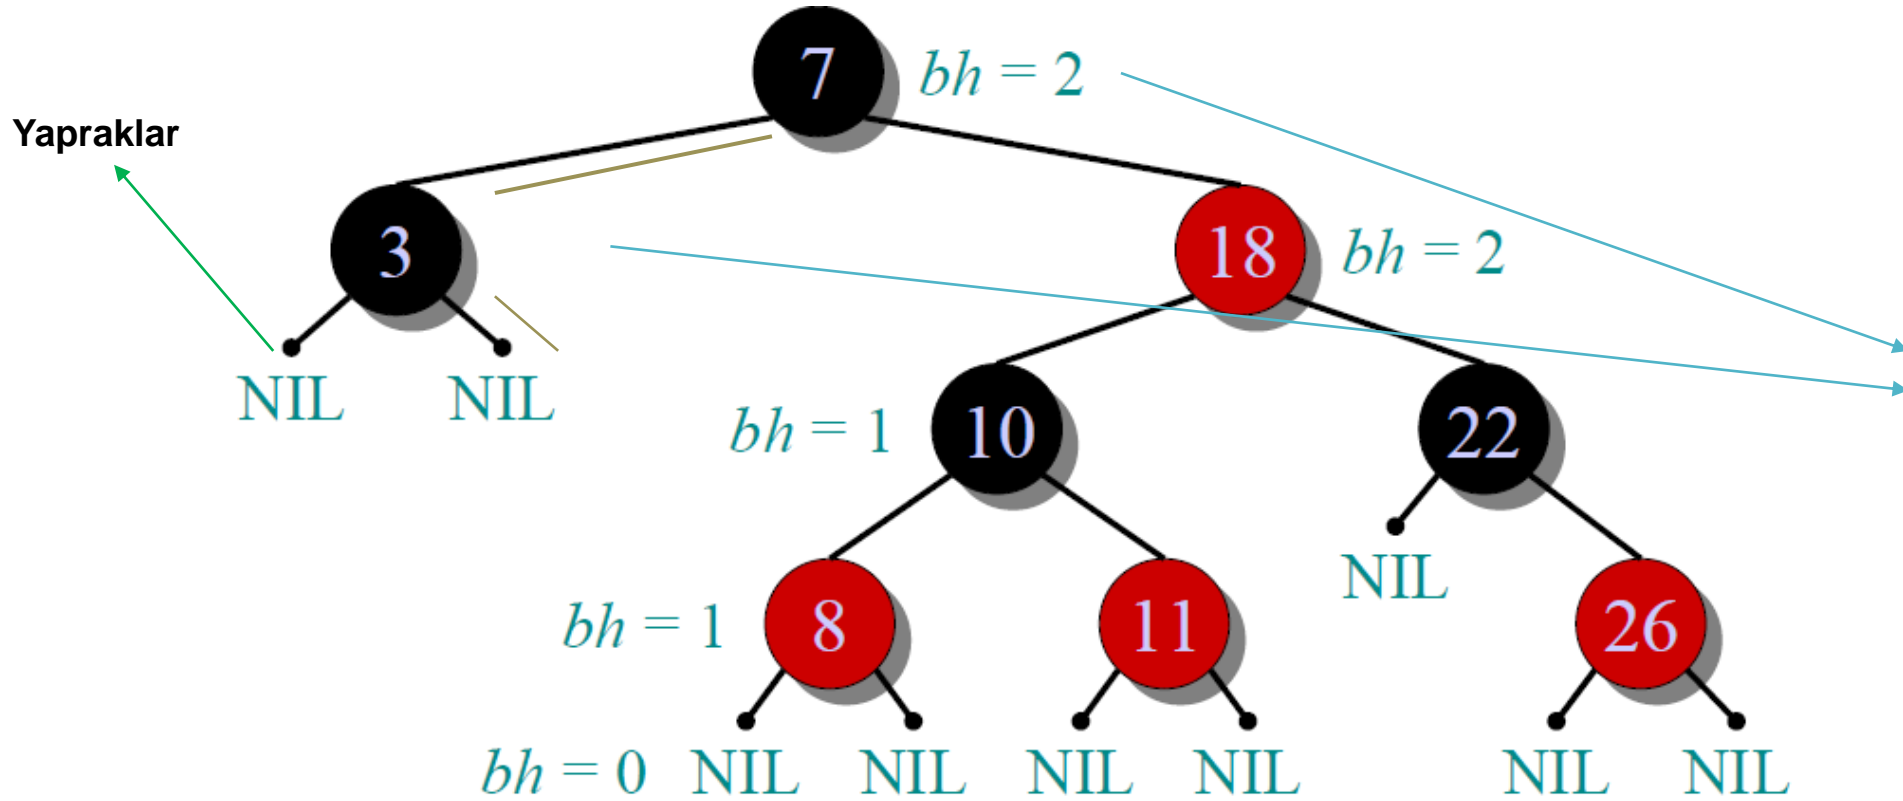 7
bh = 2
Yapraklar
3
18
bh = 2
NIL
NIL
bh = 1
10
22
NIL
bh = 1
8
11
26
bh = 0
NIL
NIL
NIL
NIL
NIL
NIL